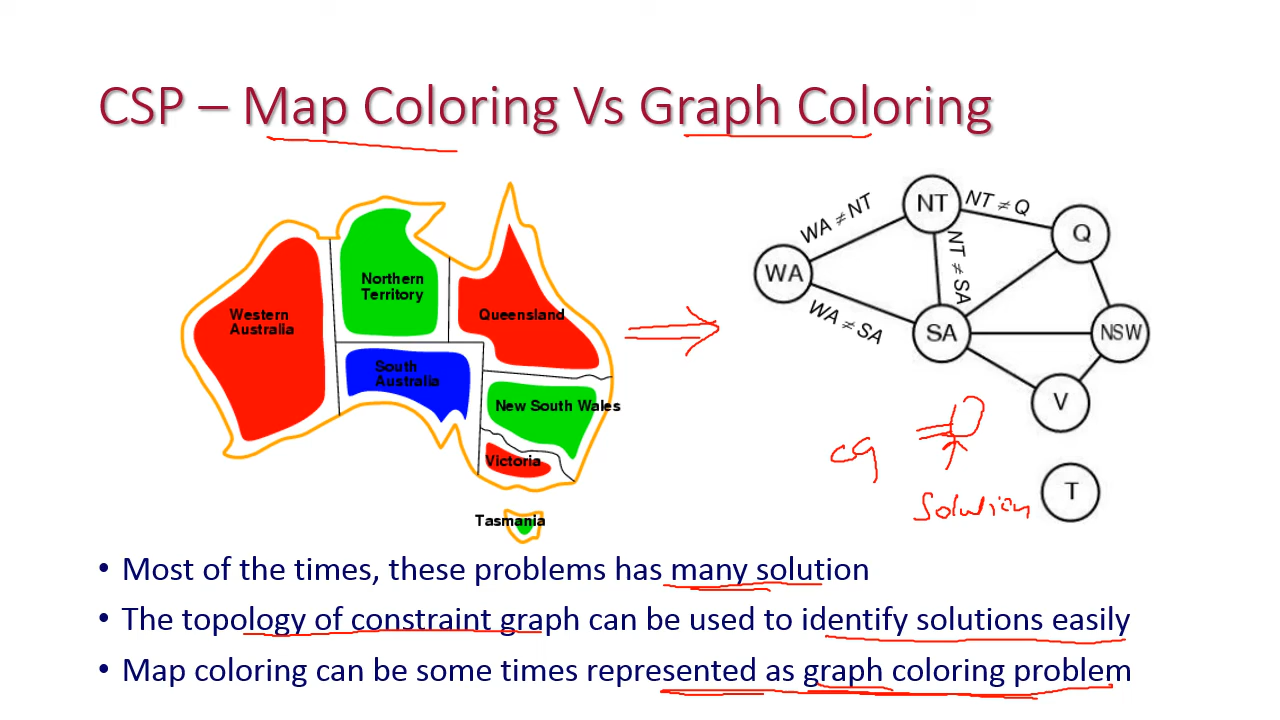 CSP – Map Coloring Vs Graph Coloring
Western
Australia
Northern
Territory
Queensland
South
Australia
New South Wales
Victoria
Tasmania
WA ≠ NT
NT
NT ≠ Q
Q
WA
NT ≠ SA
WA ≠ SA
SA
NSW
V
cg
Solution
T
• Most of the times, these problems has many solution
• The topology of constraint graph can be used to identify solutions easily
• Map coloring can be some times represented as graph coloring problem